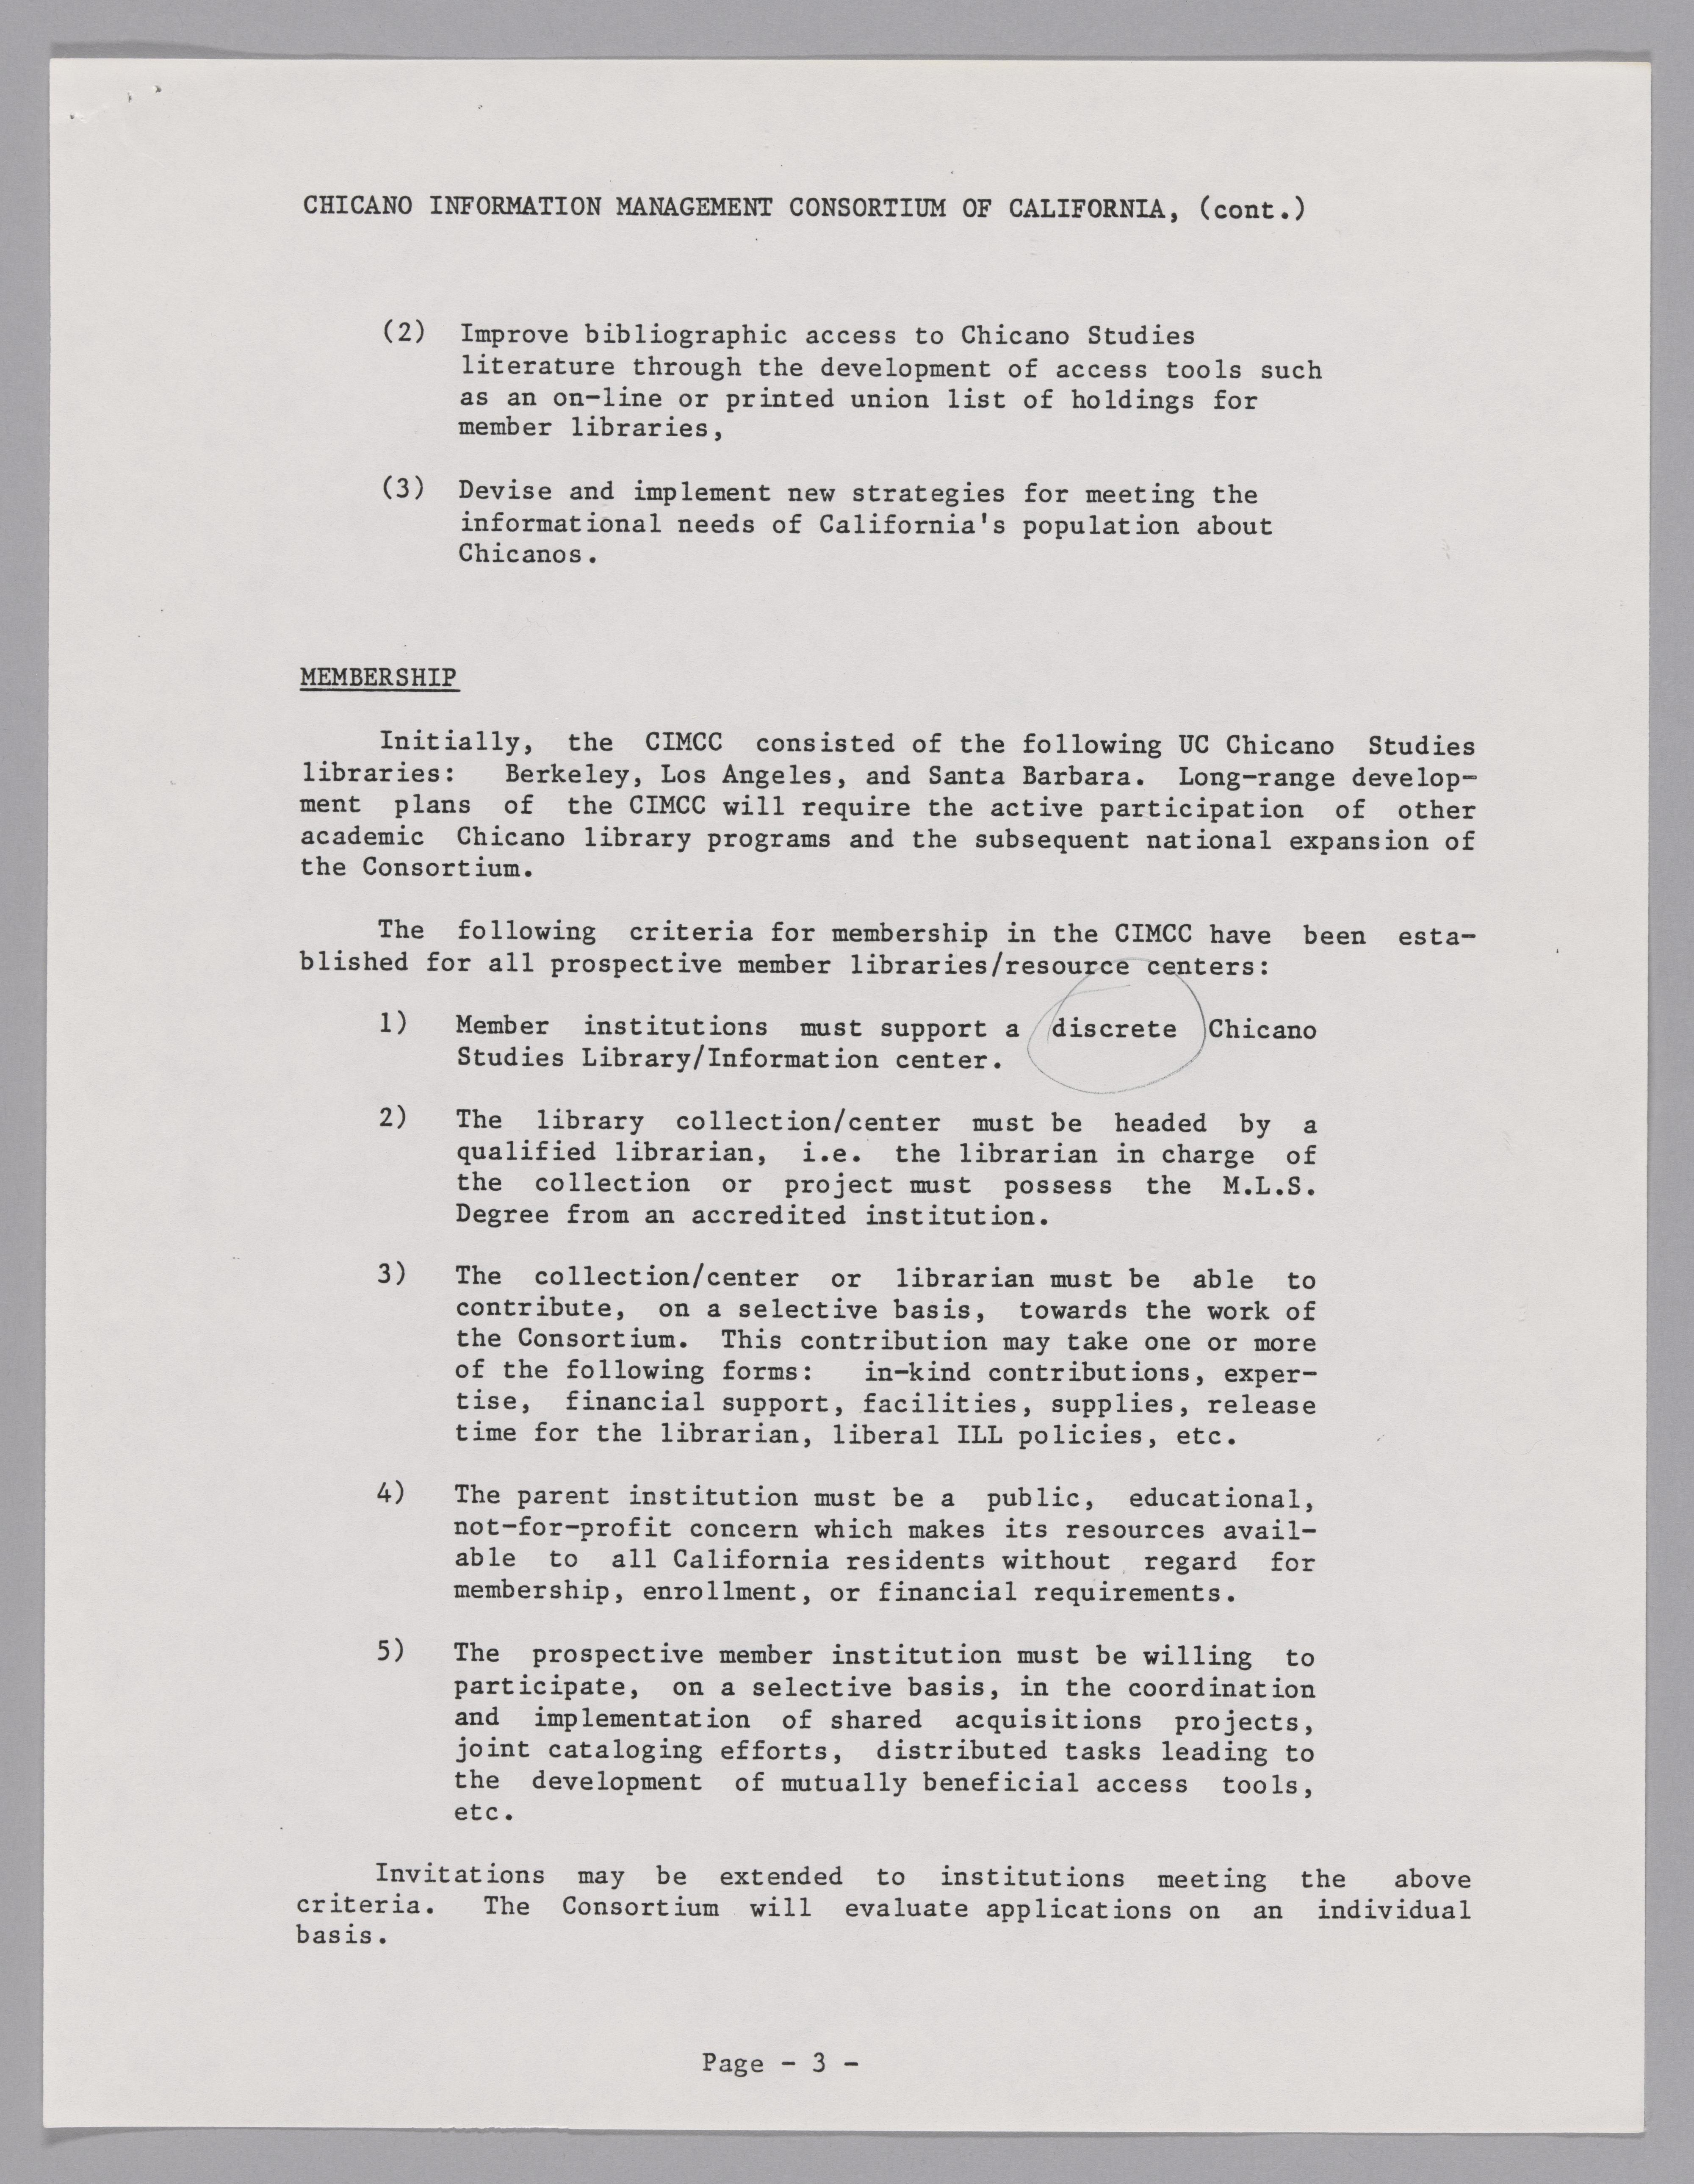 CHICANO INFORMATION MANAGEMENT CONSORTIUM OF CALIFORNIA, (cont.)
(2) Improve bibliographic access to Chicano Studies
literature through the development of access tools such
as an on-line or printed union list of holdings for
member libraries,
(3) Devise and implement new strategies for meeting the
informational needs of California's population about
Chicanos.
MEMBERSHIP
Initially, the CIMCC consisted of the following UC Chicano Studies
libraries: Berkeley, Los Angeles, and Santa Barbara. Long-range develop-
ment plans of the CIMCC will require the active participation of other
academic Chicano library programs and the subsequent national expansion of
the Consortium.
The following criteria for membership in the CIMCC have been esta-
blished for all prospective member libraries/resource centers:
1) Member institutions must support a discrete Chicano
Studies Library/Information center.
2) The library collection/center must be headed by a
qualified librarian, i.e. the librarian in charge of
the collection or project must possess the M.L.S.
Degree from an accredited institution.
3) The collection/center or librarian must be able to
contribute, on a selective basis, towards the work of
the Consortium. This contribution may take one or more
of the following forms: in-kind contributions, exper-
tise, financial support, facilities, supplies, release
time for the librarian, liberal ILL policies, etc.
4) The parent institution must be a public, educational,
not-for-profit concern which makes its resources avail-
able to all California residents without regard for
membership, enrollment, or financial requirements.
5) The prospective member institution must be willing to
participate, on a selective basis, in the coordination
and implementation of shared acquisitions projects,
joint cataloging efforts, distributed tasks leading to
the development of mutually beneficial access tools,
etc.
Invitations may be extended to institutions meeting the above
criteria. The Consortium will evaluate applications on an individual
basis.
Page - 3 -